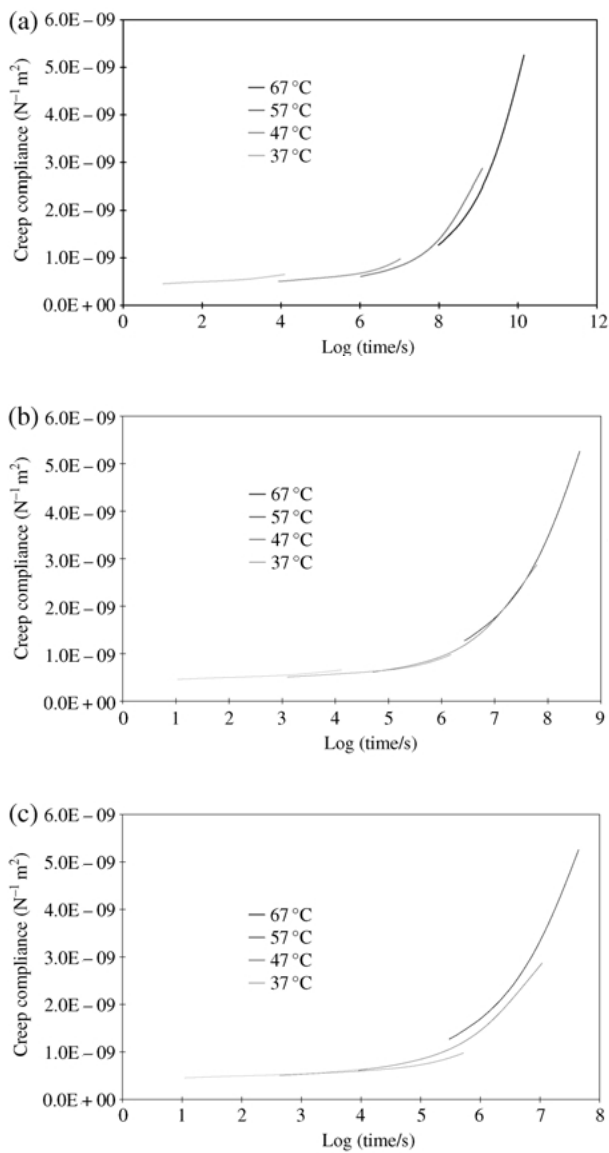 (a)
6.0E – 09
5.0E – 09
4.0E – 09
3.0E – 09
2.0E – 09
1.0E – 09
0.0E + 00
Creep compliance (N⁻¹ m²)
67 °C
57 °C
47 °C
37 °C
0 2 4 6 8 10 12
Log (time/s)
(b)
6.0E – 09
5.0E – 09
4.0E – 09
3.0E – 09
2.0E – 09
1.0E – 09
0.0E + 00
Creep compliance (N⁻¹ m²)
67 °C
57 °C
47 °C
37 °C
0 1 2 3 4 5 6 7 8 9
Log (time/s)
(c)
6.0E – 09
5.0E – 09
4.0E – 09
3.0E – 09
2.0E – 09
1.0E – 09
0.0E + 00
Creep compliance (N⁻¹ m²)
67 °C
57 °C
47 °C
37 °C
0 1 2 3 4 5 6 7 8
Log (time/s)